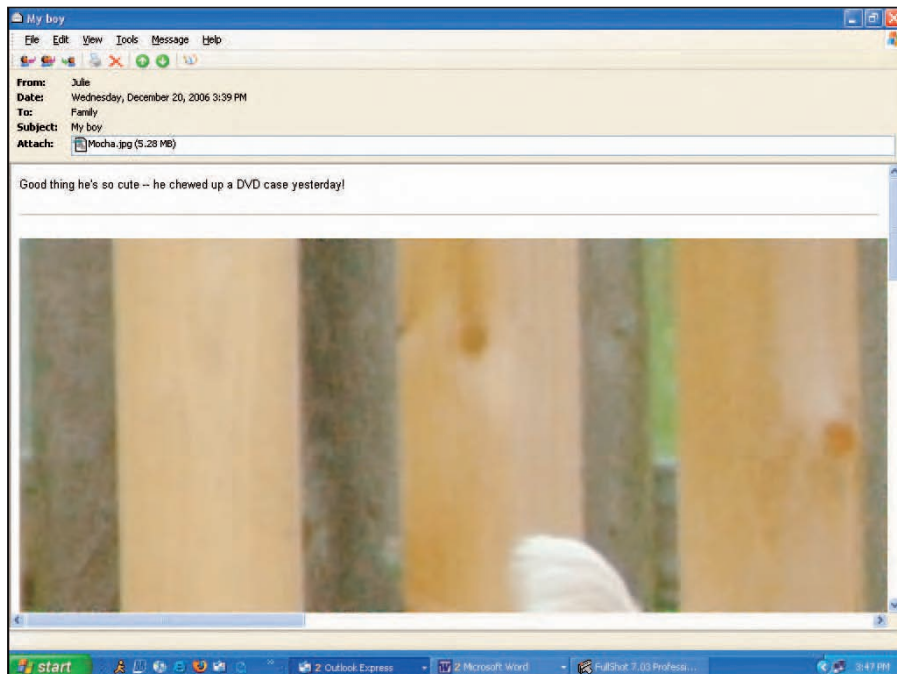 My boy
File Edit View Tools Message Help
From: Julie
Date: Wednesday, December 20, 2006 3:39 PM
To: Family
Subject: My boy
Attach: Mocha.jpg (5.28 MB)
Good thing he's so cute -- he chewed up a DVD case yesterday!
start 2 Outlook Express 2 Microsoft Word FullShot 7.03 Professi... 3:47 PM